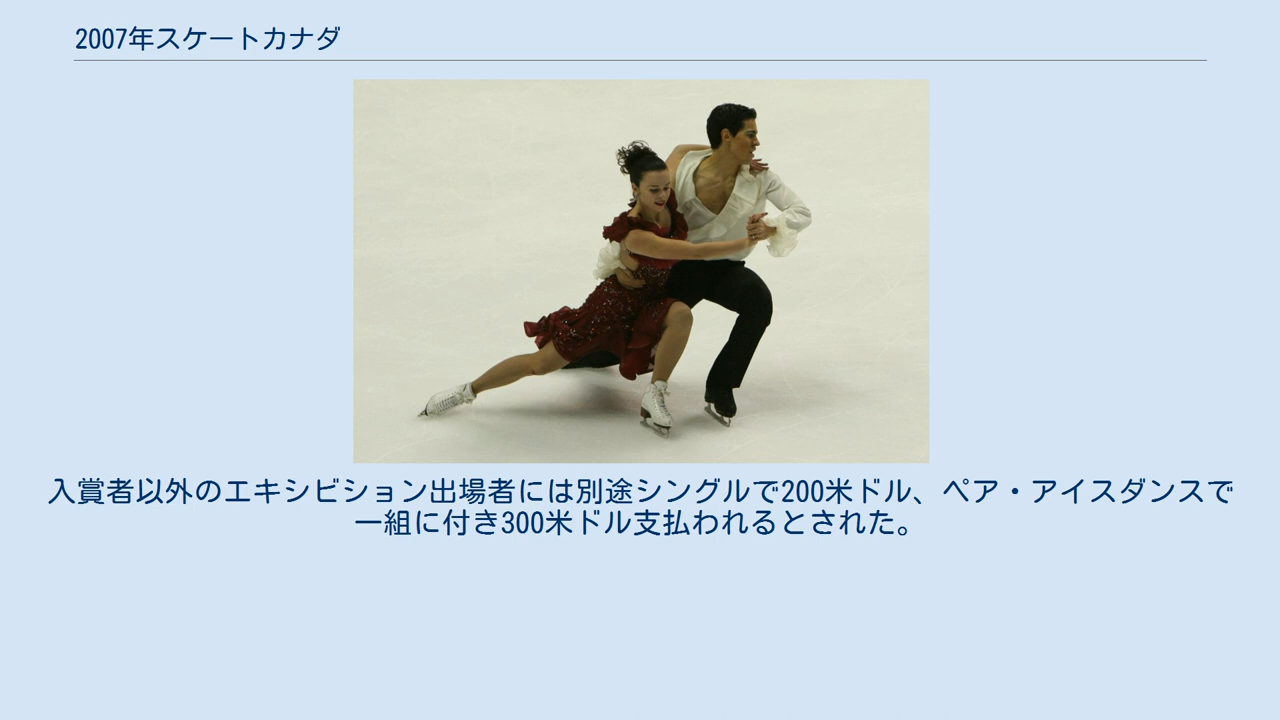 2007年スケートカナダ
入賞者以外のエキシビション出場者には別途シングルで200米ドル、ペア・アイスダンスで
一組に付き300米ドル支払われるとされた。